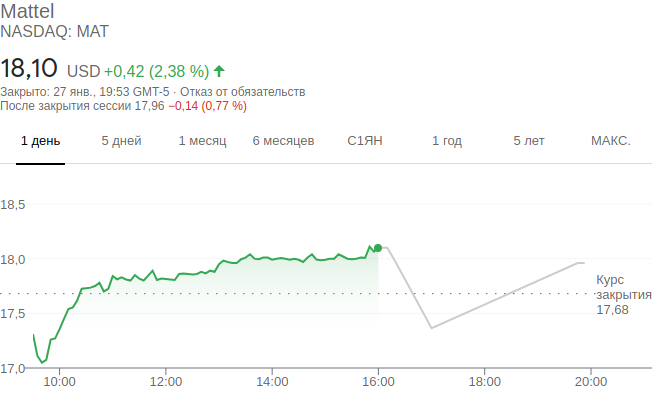 Mattel
NASDAQ: MAT
18,10 USD +0,42 (2,38 %)
Закрыто: 27 янв., 19:53 GMT-5 · Отказ от обязательств
После закрытия сессии 17,96 −0,14 (0,77 %)
1 день 5 дней 1 месяц 6 месяцев С1ЯН 1 год 5 лет МАКС.
18,5
18,0
Курс
закрытия
17,68
17,5
17,0
10:00 12:00 14:00 16:00 18:00 20:00